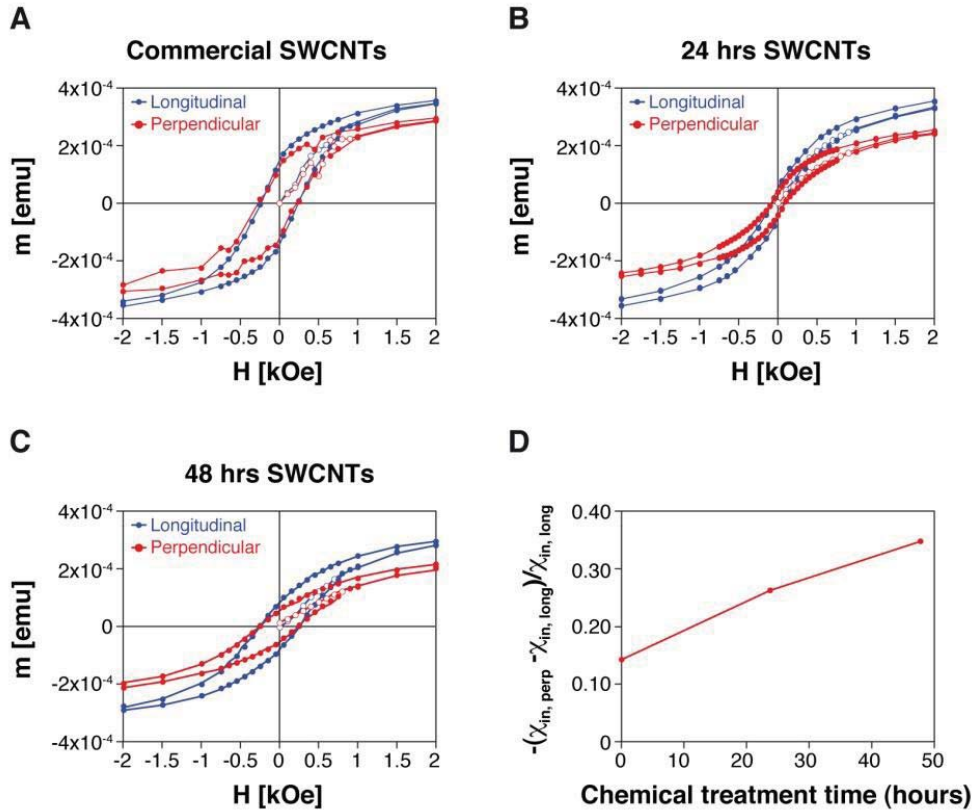 A
Commercial SWCNTs
4x10⁻⁴
2x10⁻⁴
0
-2x10⁻⁴
-4x10⁻⁴
m [emu]
Longitudinal
Perpendicular
-2 -1.5 -1 -0.5 0 0.5 1 1.5 2
H [kOe]
B
24 hrs SWCNTs
4x10⁻⁴
2x10⁻⁴
0
-2x10⁻⁴
-4x10⁻⁴
m [emu]
Longitudinal
Perpendicular
-2 -1.5 -1 -0.5 0 0.5 1 1.5 2
H [kOe]
C
48 hrs SWCNTs
4x10⁻⁴
2x10⁻⁴
0
-2x10⁻⁴
-4x10⁻⁴
m [emu]
Longitudinal
Perpendicular
-2 -1.5 -1 -0.5 0 0.5 1 1.5 2
H [kOe]
D
0.40
0.30
0.20
0.10
0
-(χin, perp -χin, long)/χin, long
0 10 20 30 40 50
Chemical treatment time (hours)